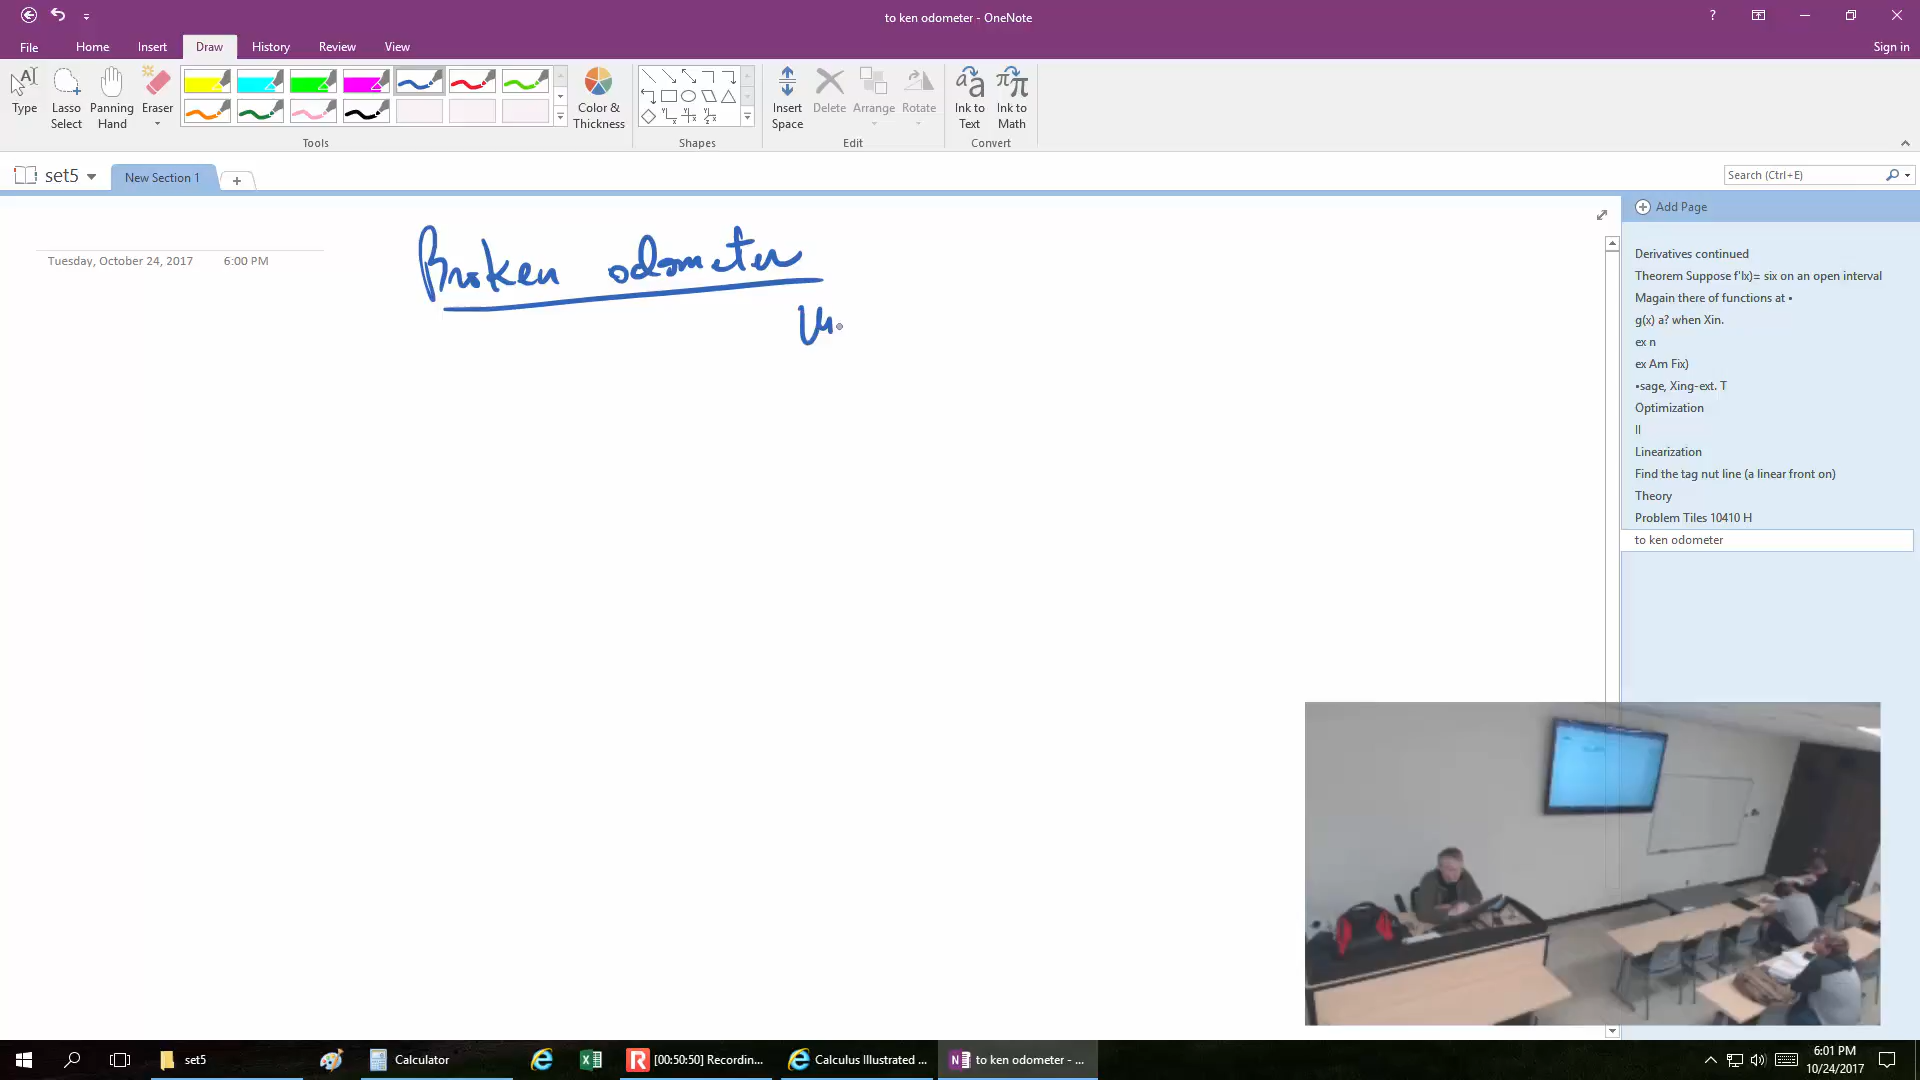 to ken odometer - OneNote
File Home Insert Draw History Review View
Sign in
Type Lasso Select Panning Hand Eraser Color & Thickness Insert Space Delete Arrange Rotate Ink to Text Ink to Math
Tools Shapes Edit Convert
set5 New Section 1
Search (Ctrl+E)
Add Page
Broken odometer
Tuesday, October 24, 2017 6:00 PM
Derivatives continued
Theorem Suppose f'lx)= six on an open interval
Magain there of functions at •
g(x) a? when Xin.
ex n
ex Am Fix)
•sage, Xing-ext. T
Optimization
II
Linearization
Find the tag nut line (a linear front on)
Theory
Problem Tiles 10410 H
to ken odometer
set5 Calculator [00:50:50] Recordin... Calculus Illustrated ... to ken odometer - ...
6:01 PM
10/24/2017